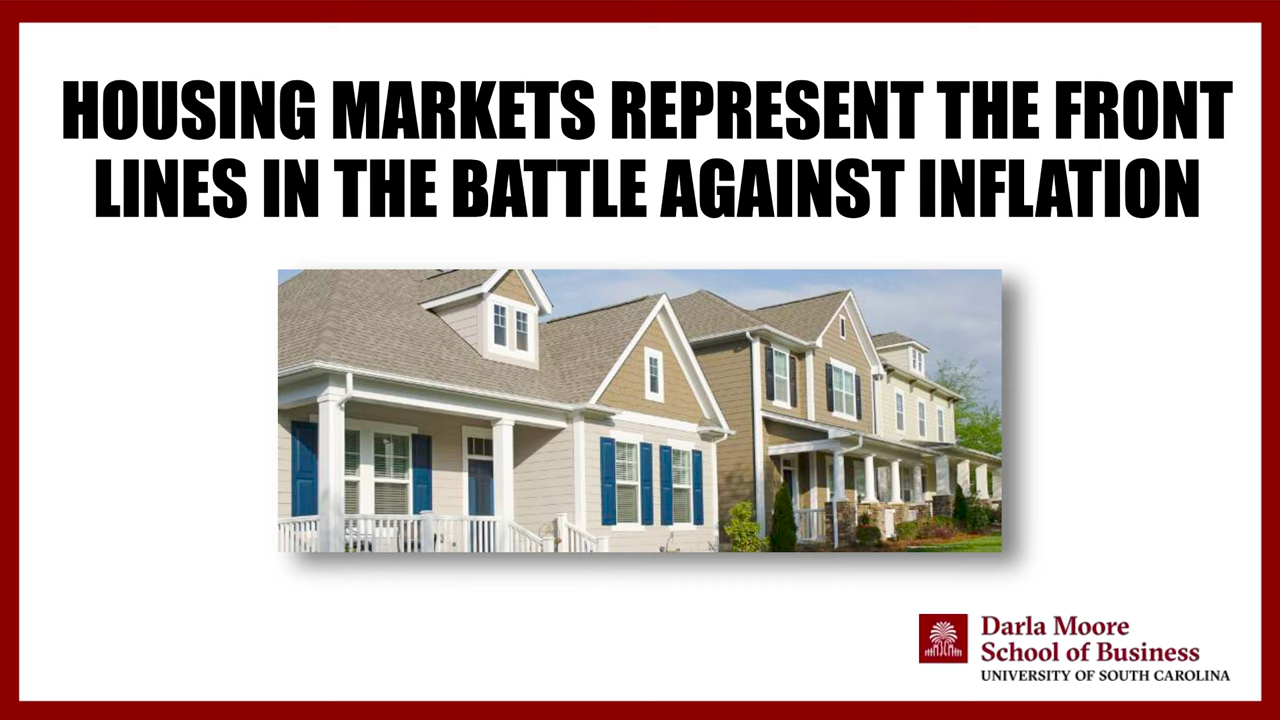 HOUSING MARKETS REPRESENT THE FRONT
LINES IN THE BATTLE AGAINST INFLATION
Darla Moore
School of Business
UNIVERSITY OF SOUTH CAROLINA